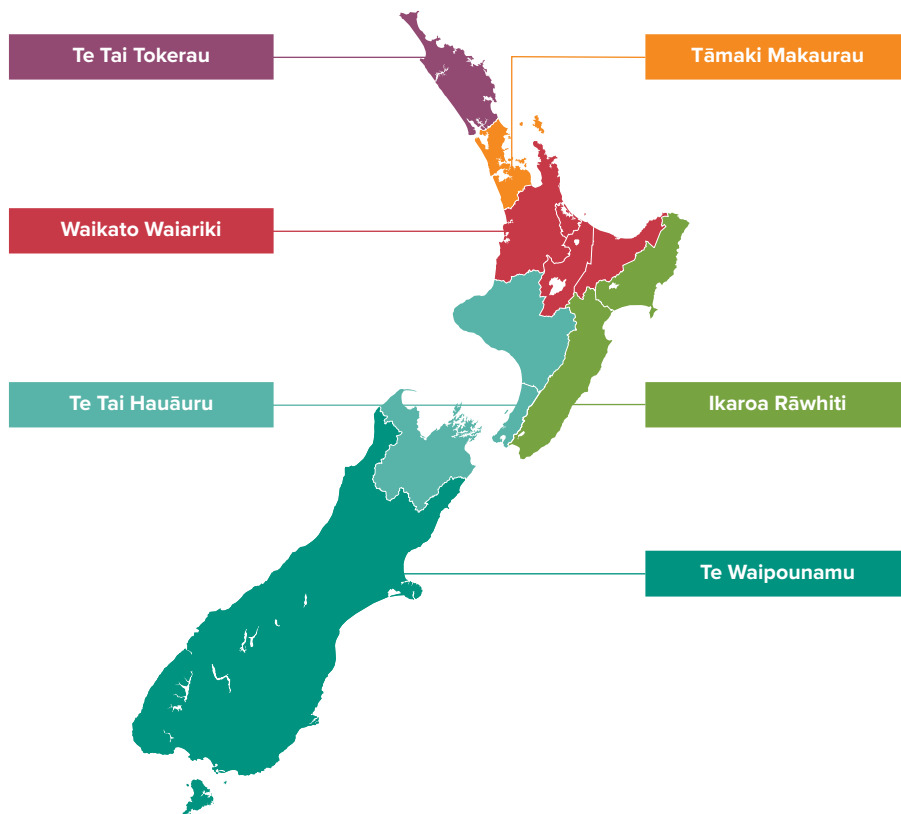 Te Tai Tokerau
Tāmaki Makaurau
Waikato Waiariki
Te Tai Hauāuru
Ikaroa Rāwhiti
Te Waipounamu